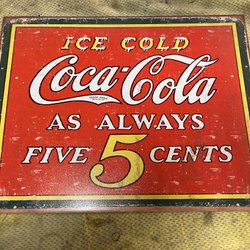 ICE COLD
Coca-Cola
AS ALWAYS
FIVE 5 CENTS